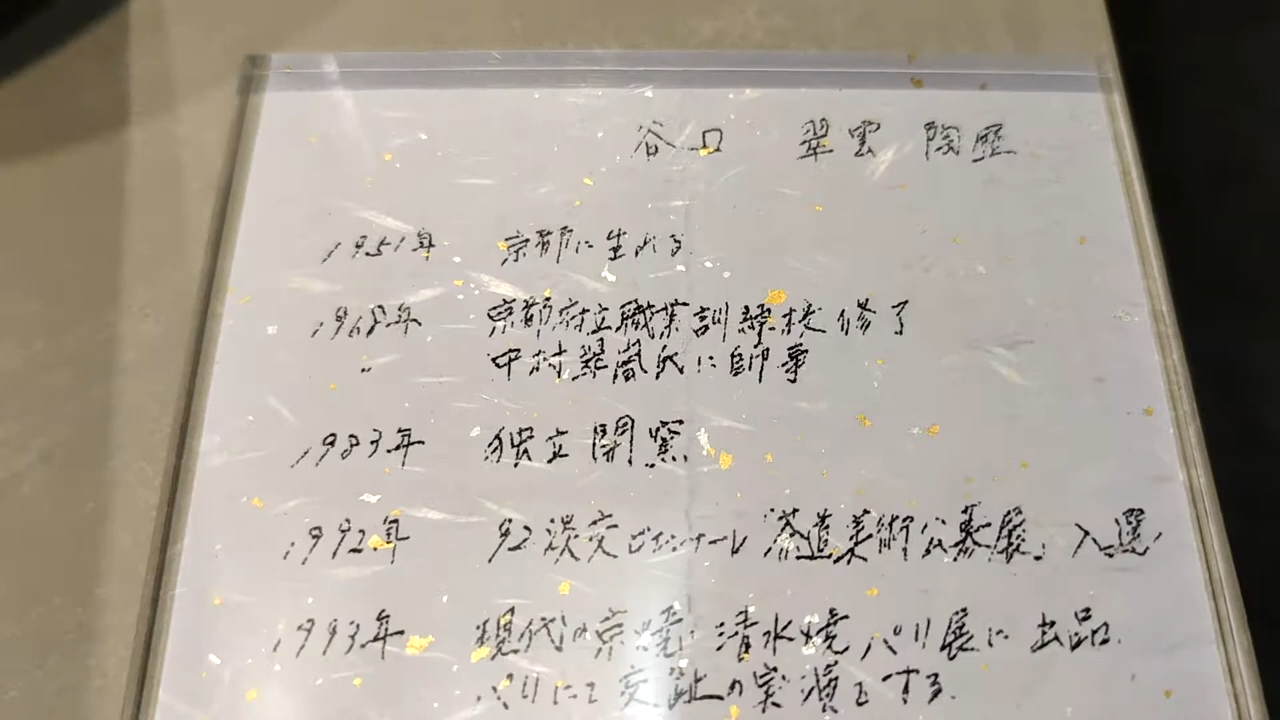 谷口 翠雲 陶歴
1951年 京都に生れる
1968年 京都府立職業訓練校修了
〃 中村翠嵐氏に師事
1983年 独立開窯
1992年 92淡交ビエンナーレ「茶道美術公募展」入選
1993年 現代の京焼・清水焼パリ展に出品
パリにて交趾の実演をする。